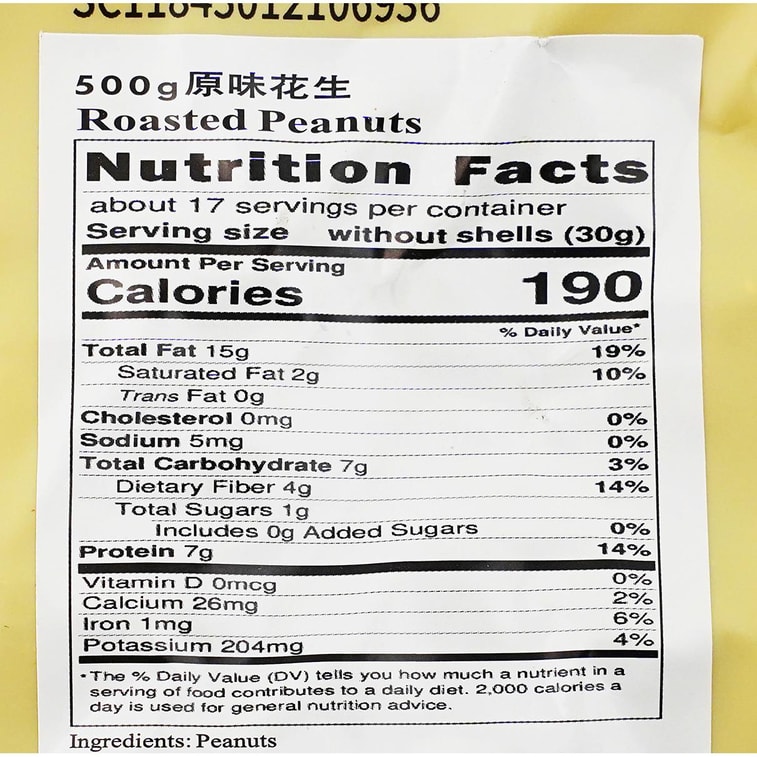 500g原味花生
Roasted Peanuts
Nutrition Facts
about 17 servings per container
Serving size without shells (30g)
Amount Per Serving
Calories 190
% Daily Value*
Total Fat 15g 19%
Saturated Fat 2g 10%
Trans Fat 0g
Cholesterol 0mg 0%
Sodium 5mg 0%
Total Carbohydrate 7g 3%
Dietary Fiber 4g 14%
Total Sugars 1g
Includes 0g Added Sugars 0%
Protein 7g 14%
Vitamin D 0mcg 0%
Calcium 26mg 2%
Iron 1mg 6%
Potassium 204mg 4%
*The % Daily Value (DV) tells you how much a nutrient in a
serving of food contributes to a daily diet. 2,000 calories a
day is used for general nutrition advice.
Ingredients: Peanuts